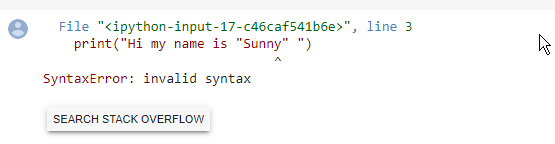 File "<ipython-input-17-c46caf541b6e>", line 3
print("Hi my name is "Sunny" ")
^
SyntaxError: invalid syntax
SEARCH STACK OVERFLOW